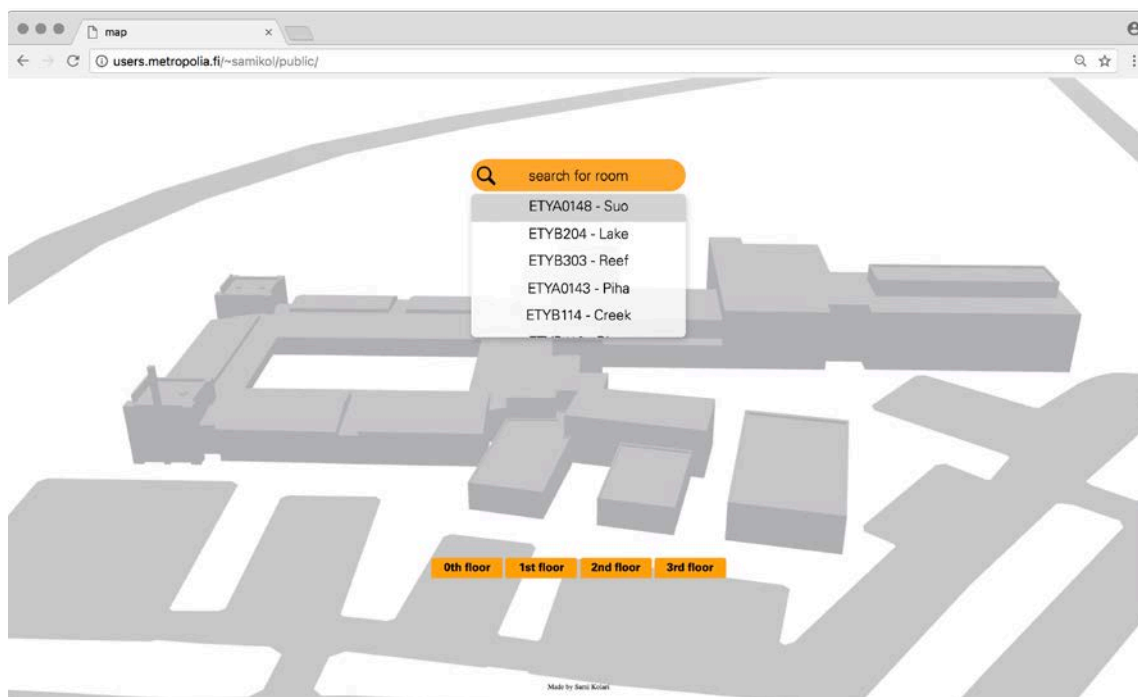 map
users.metropolia.fi/~samikol/public/
search for room
ETYA0148 - Suo
ETYB204 - Lake
ETYB303 - Reef
ETYA0143 - Piha
ETYB114 - Creek
0th floor 1st floor 2nd floor 3rd floor
Made by Sami Kolari